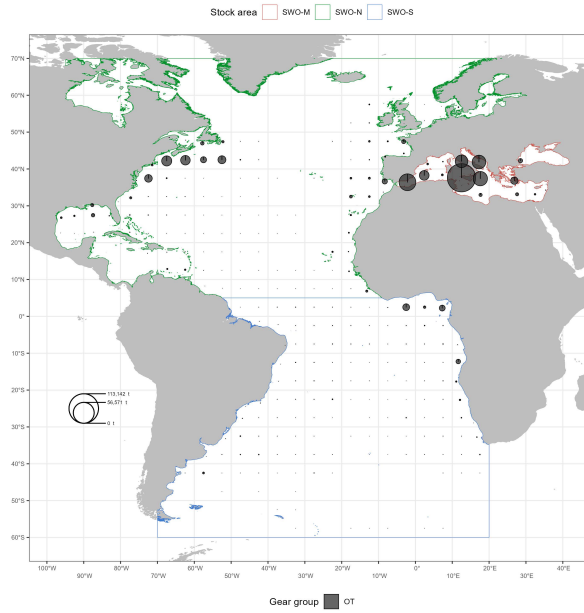 Stock area SWO-M SWO-N SWO-S
70°N
60°N
50°N
40°N
30°N
20°N
10°N
0°
10°S
20°S
30°S
40°S
50°S
60°S
113,142 t
56,571 t
0 t
100°W 90°W 80°W 70°W 60°W 50°W 40°W 30°W 20°W 10°W 0° 10°E 20°E 30°E 40°E
Gear group OT